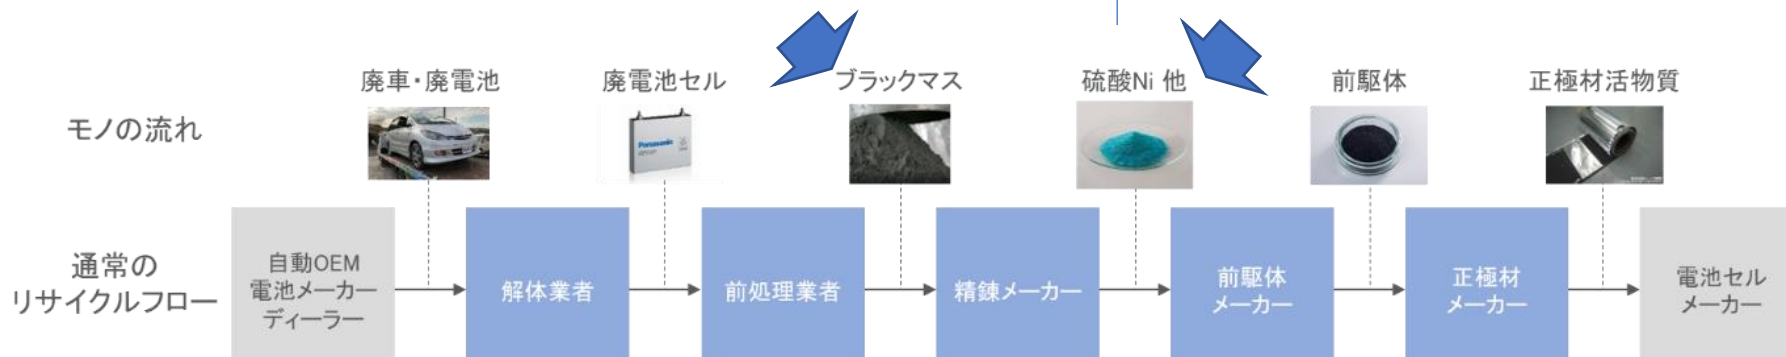 廃車・廃電池
廃電池セル
ブラックマス
硫酸Ni 他
前駆体
正極材活物質
モノの流れ
Panasonic
通常の
リサイクルフロー
自動OEM
電池メーカー
ディーラー
解体業者
前処理業者
精錬メーカー
前駆体
メーカー
正極材
メーカー
電池セル
メーカー